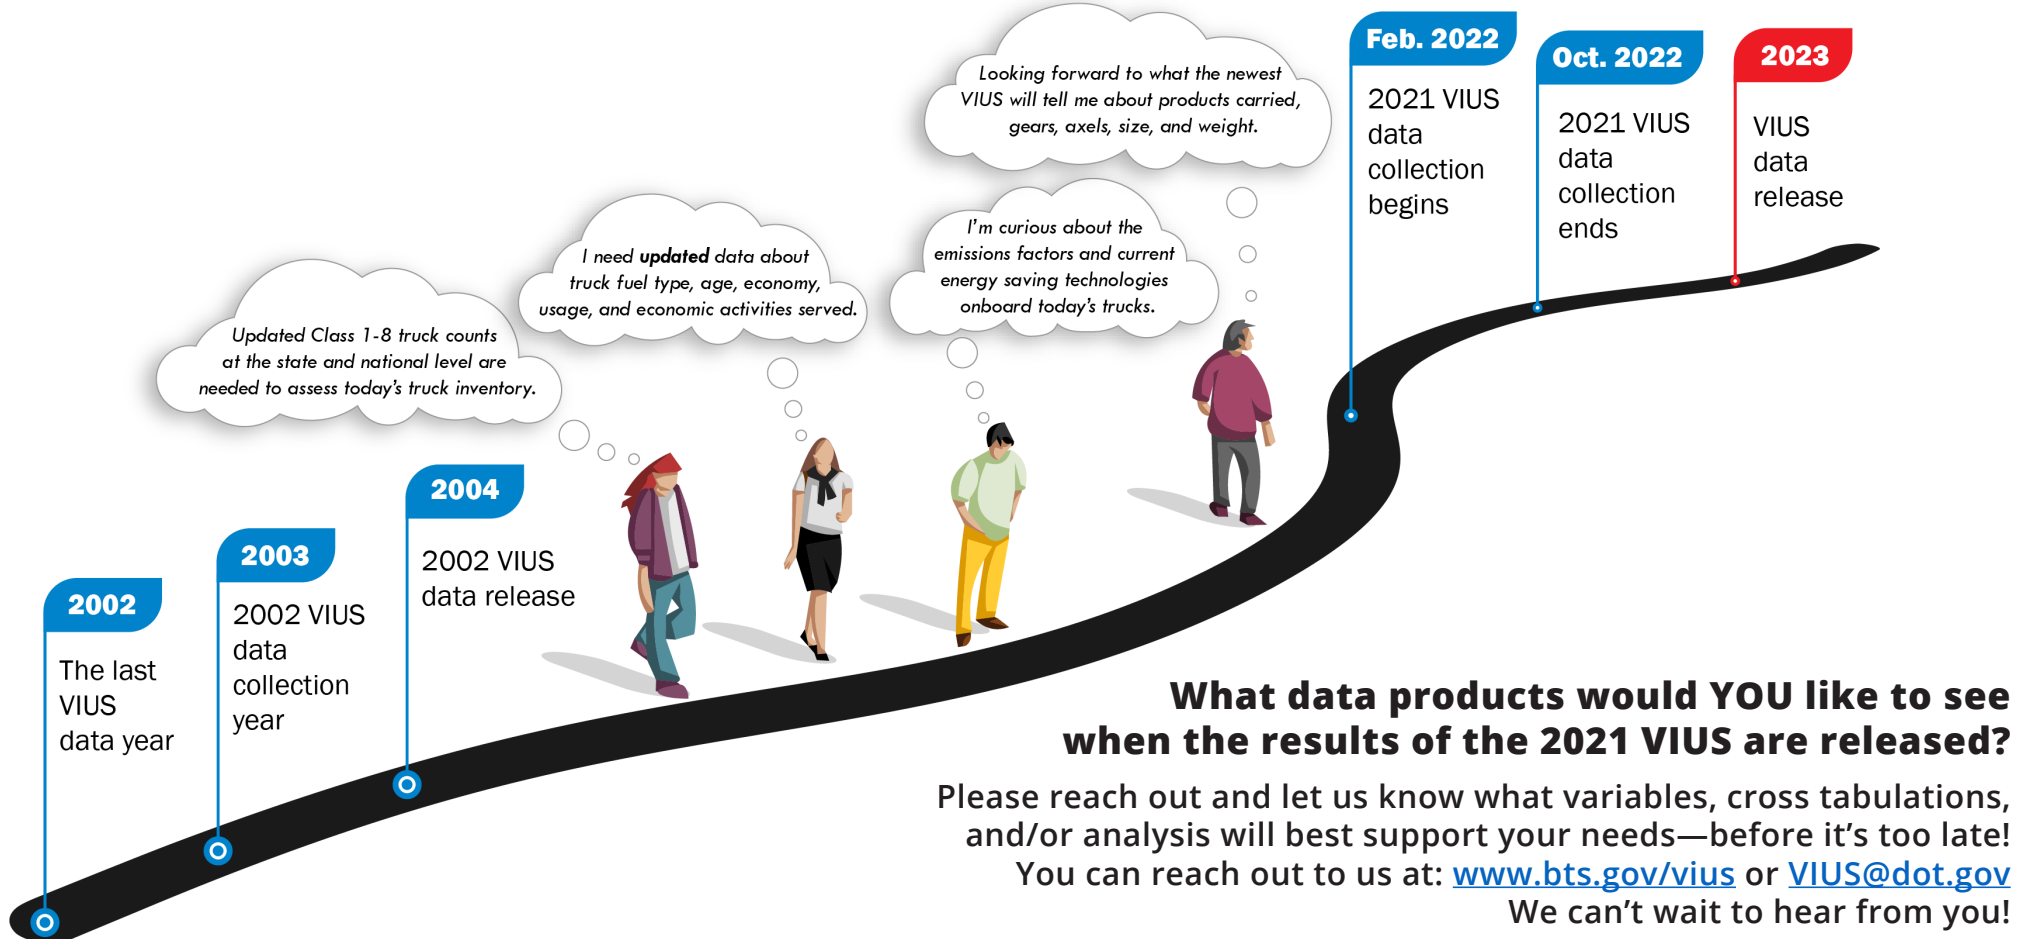 2002
The last
VIUS
data year
2003
2002 VIUS
data
collection
year
2004
2002 VIUS
data release
Updated Class 1-8 truck counts
at the state and national level are
needed to assess today's truck inventory.
I need updated data about
truck fuel type, age, economy,
usage, and economic activities served.
I'm curious about the
emissions factors and current
energy saving technologies
onboard today's trucks.
Looking forward to what the newest
VIUS will tell me about products carried,
gears, axels, size, and weight.
Feb. 2022
2021 VIUS
data
collection
begins
Oct. 2022
2021 VIUS
data
collection
ends
2023
VIUS
data
release
What data products would YOU like to see
when the results of the 2021 VIUS are released?
Please reach out and let us know what variables, cross tabulations,
and/or analysis will best support your needs—before it's too late!
You can reach out to us at: www.bts.gov/vius or VIUS@dot.gov
We can't wait to hear from you!